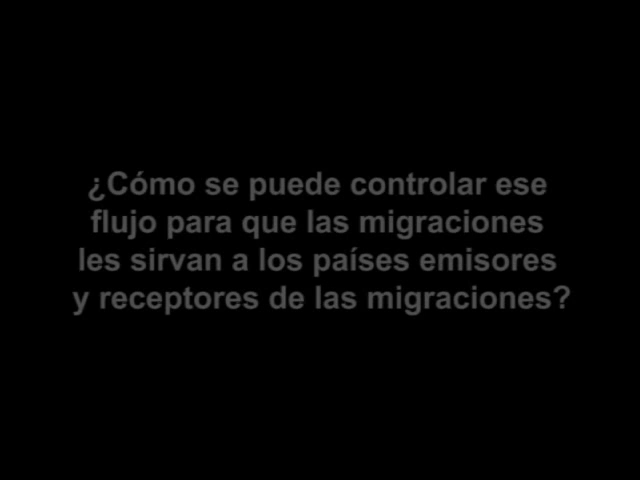 ¿Cómo se puede controlar ese
flujo para que las migraciones
les sirvan a los países emisores
y receptores de las migraciones?